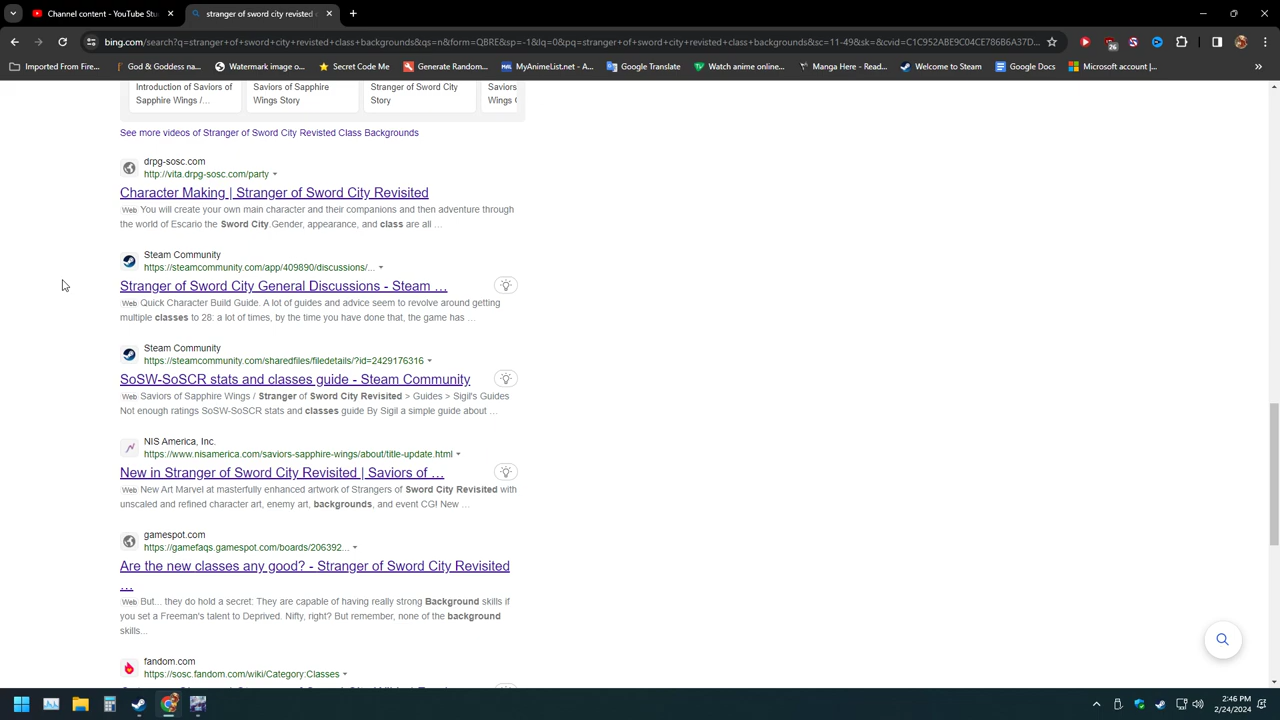 Channel content - YouTube Stu
stranger of sword city revisted c
bing.com/search?q=stranger+of+sword+city+revisted+class+backgrounds&qs=n&form=QBRE&sp=-1&lq=0&pq=stranger+of+sword+city+revisted+class+backgrounds&sc=11-49&sk=&cvid=C1C952ABE9C04CE786B6A37D...
26
Imported From Firef...
God & Goddess na...
Website
Secret Code Me
Generate Random...
MyAnimeList.net - A...
Google Translate
Watch anime online...
Manga Here - Read...
Welcome to Steam
Google Docs
Microsoft account |...
Introduction of Saviors of
Sapphire Wings /...
Saviors of Sapphire
Wings Story
Stranger of Sword City
Story
Saviors
Wings (
See more videos of Stranger of Sword City Revisted Class Backgrounds
drpg-sosc.com
http://vita.drpg-sosc.com/party
Character Making | Stranger of Sword City Revisited
Web You will create your own main character and their companions and then adventure through
the world of Escario the Sword City.Gender, appearance, and class are all …
Steam Community
https://steamcommunity.com/app/409890/discussions/...
Stranger of Sword City General Discussions - Steam …
Web Quick Character Build Guide. A lot of guides and advice seem to revolve around getting
multiple classes to 28: a lot of times, by the time you have done that, the game has …
Steam Community
https://steamcommunity.com/sharedfiles/filedetails/?id=2429176316
SoSW-SoSCR stats and classes guide - Steam Community
Web Saviors of Sapphire Wings / Stranger of Sword City Revisited > Guides > Sigil's Guides
Not enough ratings SoSW-SoSCR stats and classes guide By Sigil a simple guide about …
NIS America, Inc.
https://www.nisamerica.com/saviors-sapphire-wings/about/title-update.html
New in Stranger of Sword City Revisited | Saviors of …
Web New Art Marvel at masterfully enhanced artwork of Strangers of Sword City Revisited with
unscaled and refined character art, enemy art, backgrounds, and event CG! New …
gamespot.com
https://gamefaqs.gamespot.com/boards/206392...
Are the new classes any good? - Stranger of Sword City Revisited
…
Web But... they do hold a secret: They are capable of having really strong Background skills if
you set a Freeman's talent to Deprived. Nifty, right? But remember, none of the background
skills...
fandom.com
https://sosc.fandom.com/wiki/Category:Classes
2:46 PM
2/24/2024